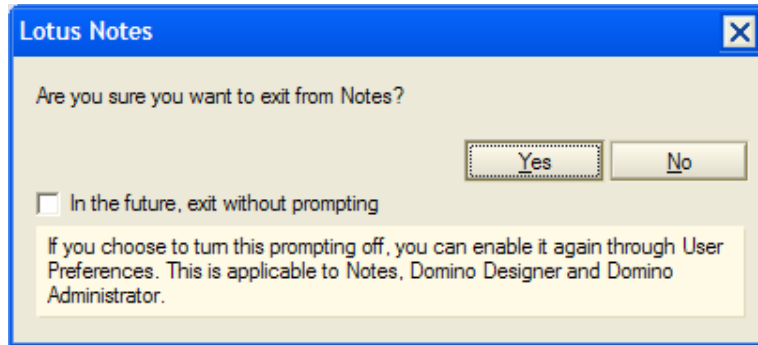 Lotus Notes
Are you sure you want to exit from Notes?
Yes No
In the future, exit without prompting
If you choose to turn this prompting off, you can enable it again through User
Preferences. This is applicable to Notes, Domino Designer and Domino
Administrator.